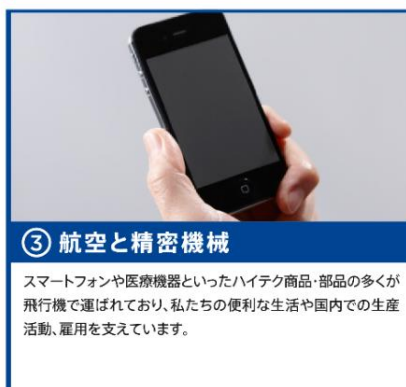 ③ 航空と精密機械
スマートフォンや医療機器といったハイテク商品・部品の多くが
飛行機で運ばれており、私たちの便利な生活や国内での生産
活動、雇用を支えています。